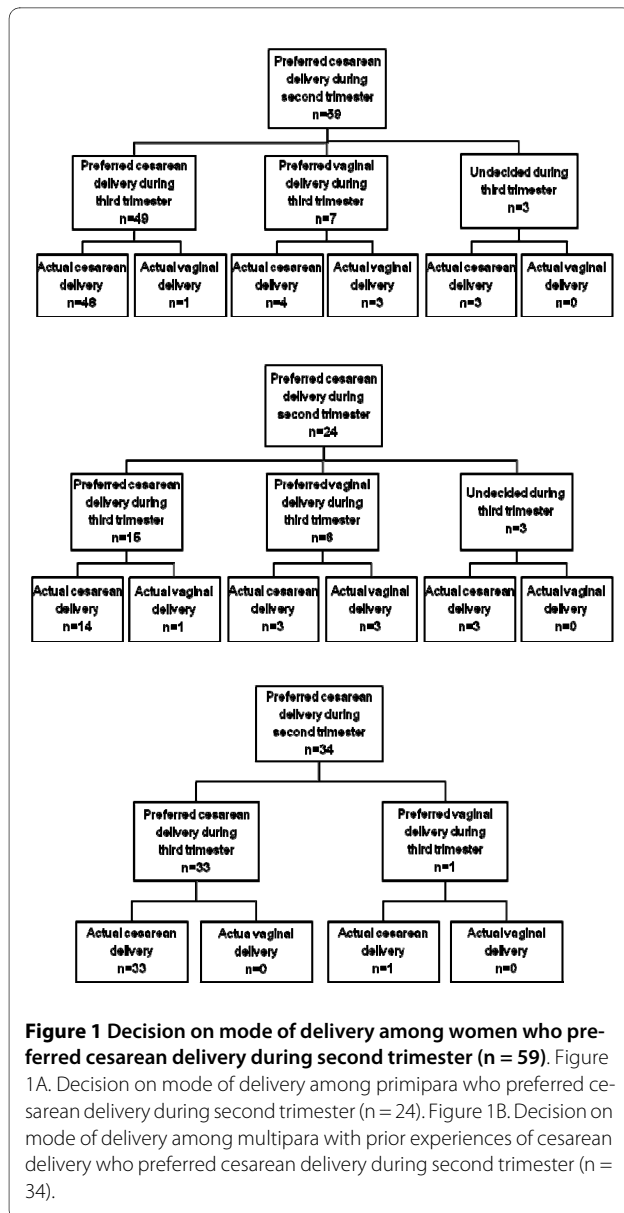 Preferred cesarean
delivery during
second trimester
n=59
Preferred cesarean
delivery during
third trimester
n=49
Preferred vaginal
delivery during
third trimester
n=7
Undecided during
third trimester
n=3
Actual cesarean
delivery
n=48
Actual vaginal
delivery
n=1
Actual cesarean
delivery
n=4
Actual vaginal
delivery
n=3
Actual cesarean
delivery
n=3
Actual vaginal
delivery
n=0
Preferred cesarean
delivery during
second trimester
n=24
Preferred cesarean
delivery during
third trimester
n=15
Preferred vaginal
delivery during
third trimester
n=6
Undecided during
third trimester
n=3
Actual cesarean
delivery
n=14
Actual vaginal
delivery
n=1
Actual cesarean
delivery
n=3
Actual vaginal
delivery
n=3
Actual cesarean
delivery
n=3
Actual vaginal
delivery
n=0
Preferred cesarean
delivery during
second trimester
n=34
Preferred cesarean
delivery during
third trimester
n=33
Preferred vaginal
delivery during
third trimester
n=1
Actual cesarean
delivery
n=33
Actua vaginal
delivery
n=0
Actual cesarean
delivery
n=1
Actual vaginal
delivery
n=0
Figure 1 Decision on mode of delivery among women who pre-
ferred cesarean delivery during second trimester (n = 59). Figure
1A. Decision on mode of delivery among primipara who preferred ce-
sarean delivery during second trimester (n = 24). Figure 1B. Decision on
mode of delivery among multipara with prior experiences of cesarean
delivery who preferred cesarean delivery during second trimester (n =
34).